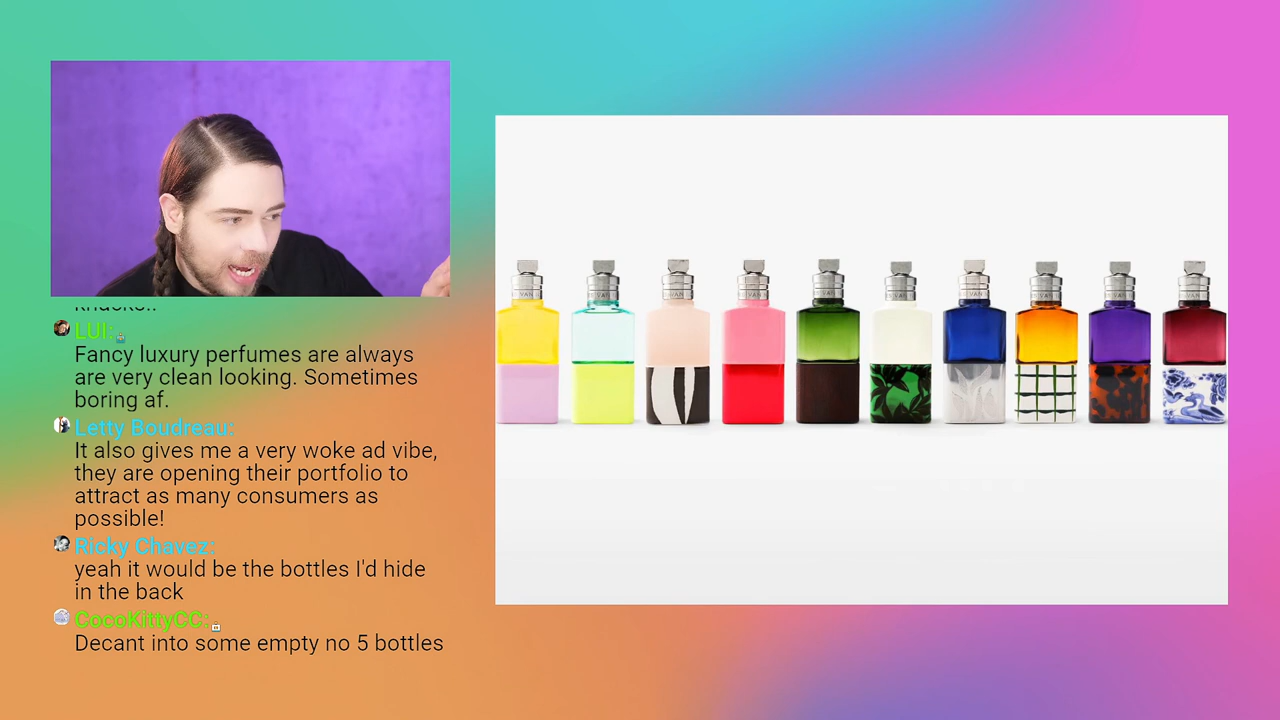 LUI:
Fancy luxury perfumes are always
are very clean looking. Sometimes
boring af.
Letty Boudreau:
It also gives me a very woke ad vibe,
they are opening their portfolio to
attract as many consumers as
possible!
Ricky Chavez:
yeah it would be the bottles I'd hide
in the back
CocoKittyCC:
Decant into some empty no 5 bottles